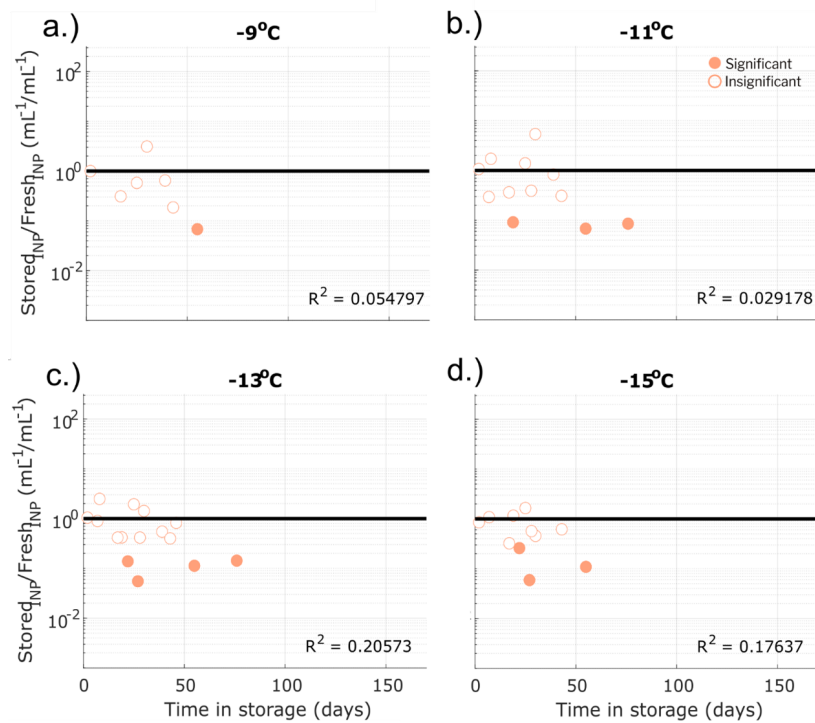 a.)
-9°C
Stored_INP/Fresh_INP (mL^-1/mL^-1)
10^2
10^0
10^-2
R^2 = 0.054797
b.)
-11°C
Significant
Insignificant
R^2 = 0.029178
c.)
-13°C
Stored_INP/Fresh_INP (mL^-1/mL^-1)
10^2
10^0
10^-2
R^2 = 0.20573
0 50 100 150
Time in storage (days)
d.)
-15°C
R^2 = 0.17637
0 50 100 150
Time in storage (days)